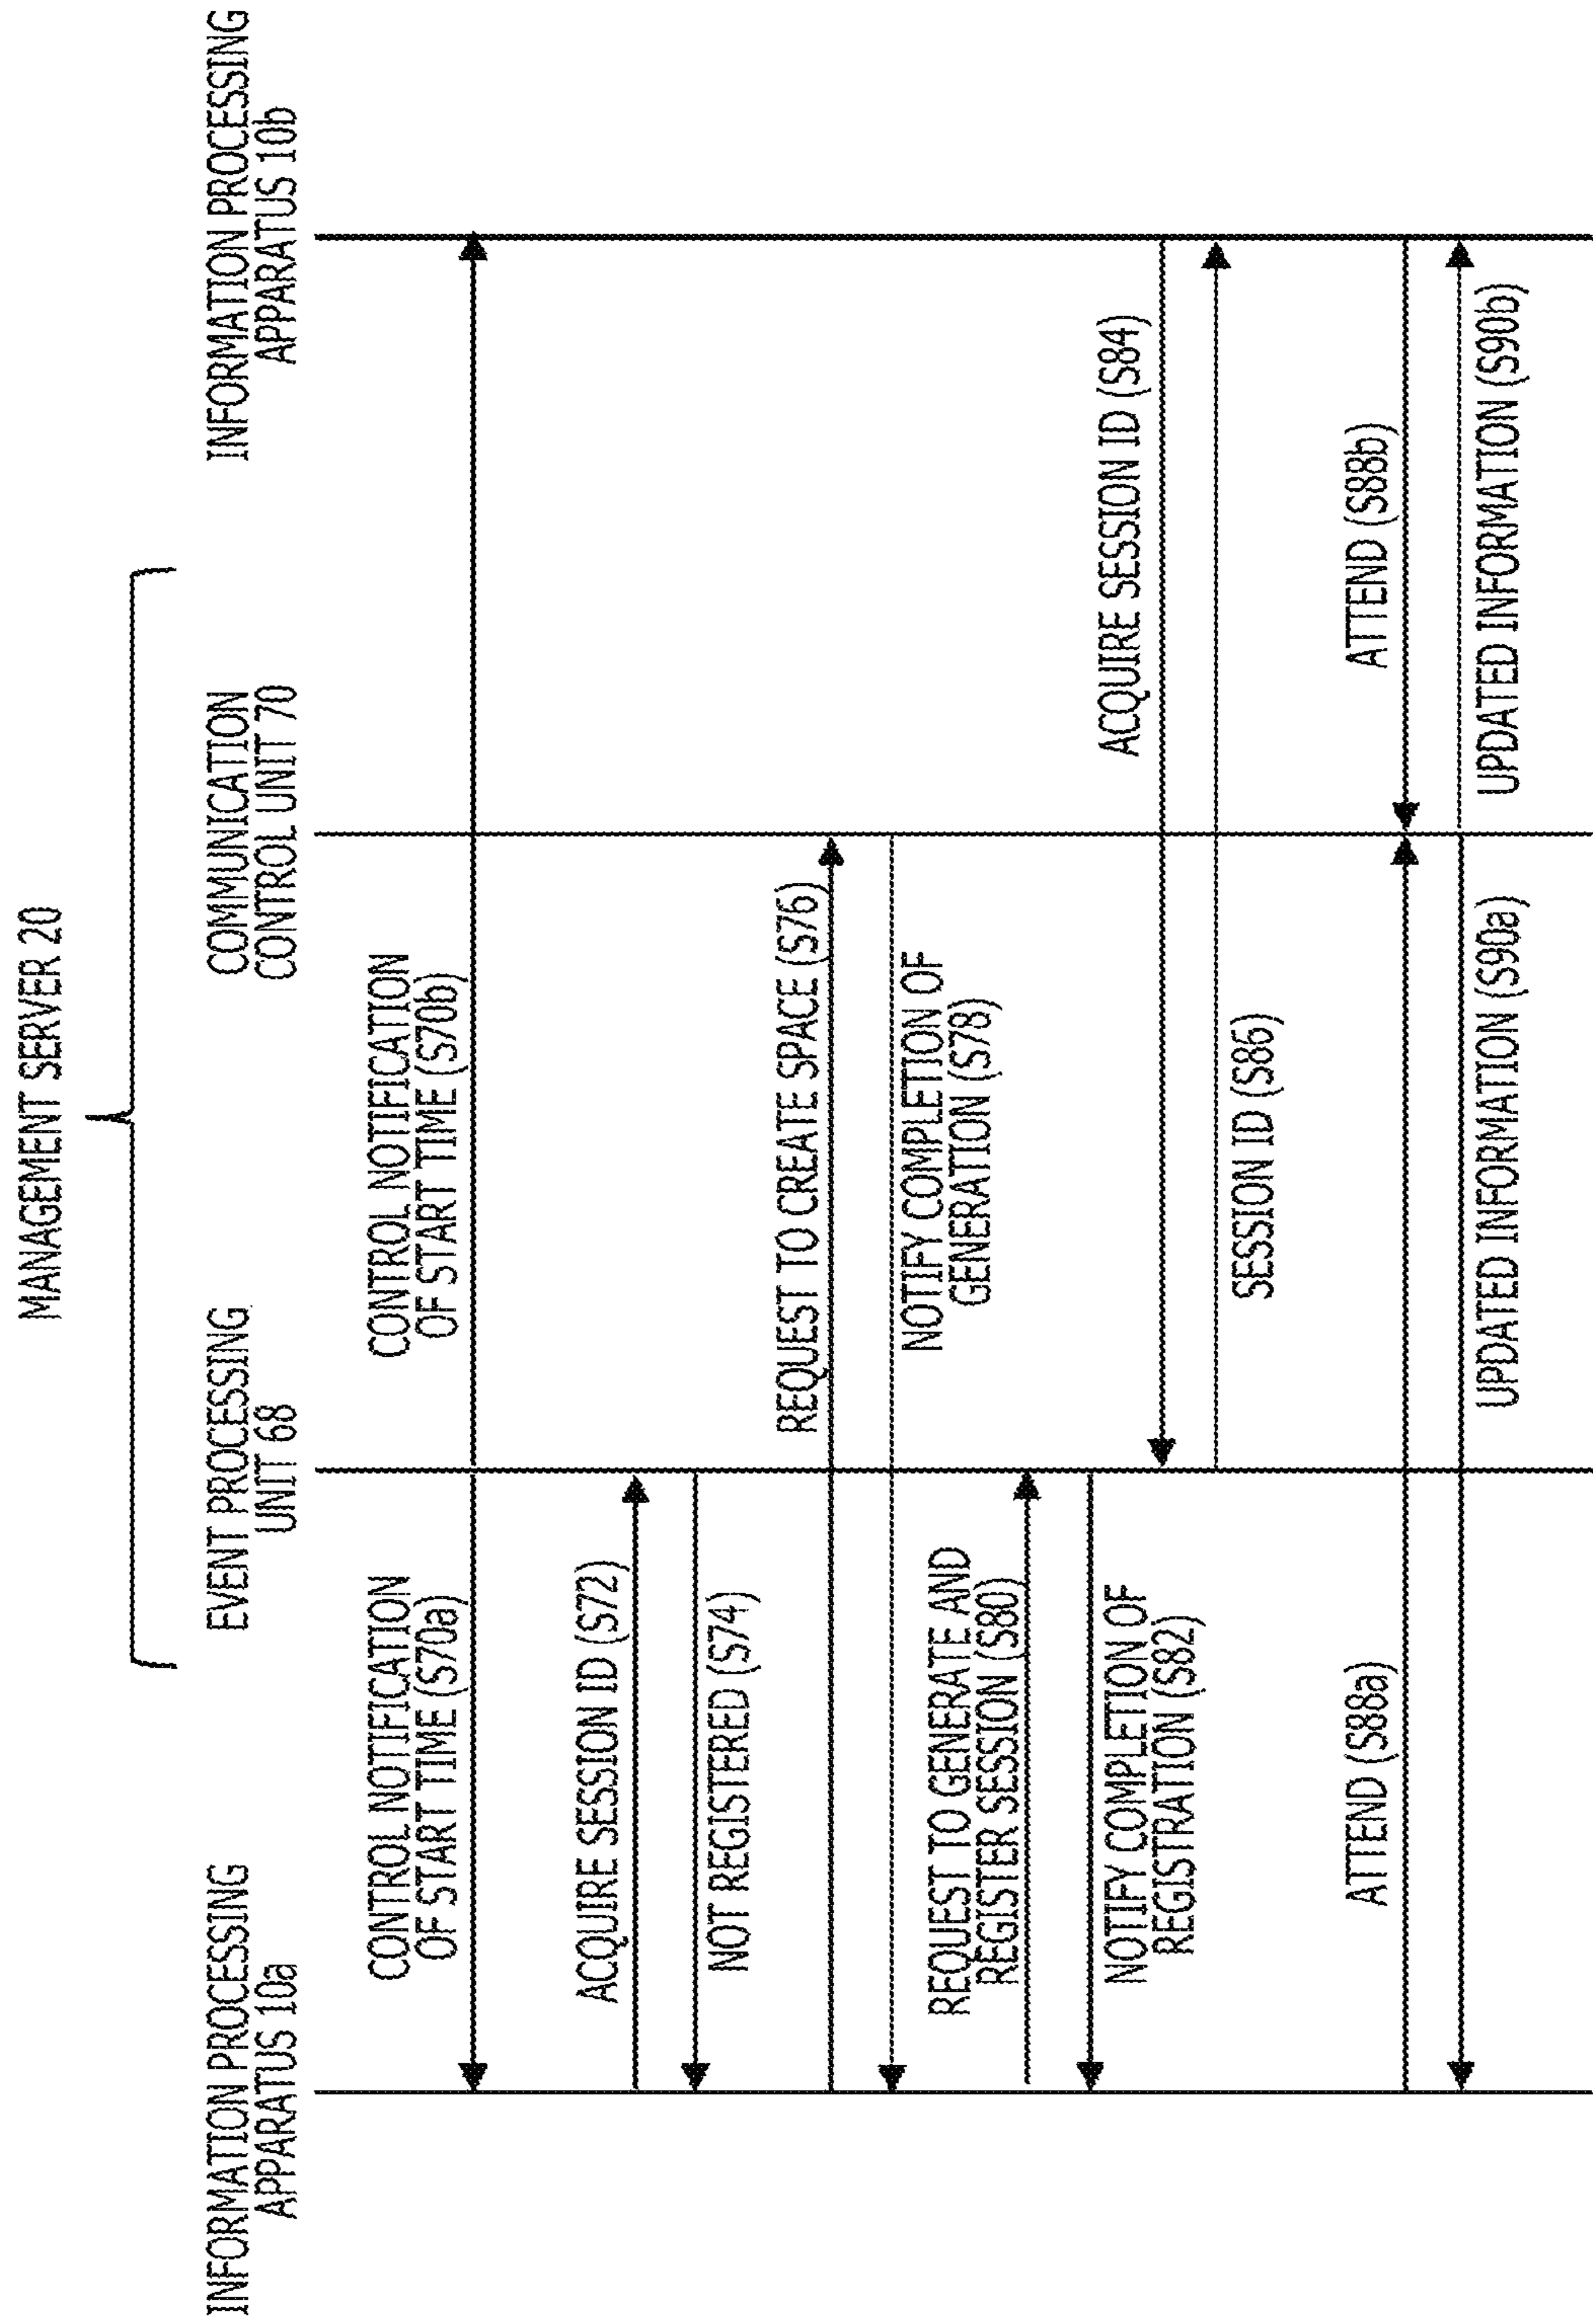 MANAGEMENT SERVER 20
INFORMATION PROCESSING
APPARATUS 10a
EVENT PROCESSING
UNIT 68
COMMUNICATION
CONTROL UNIT 70
INFORMATION PROCESSING
APPARATUS 10b
CONTROL NOTIFICATION
OF START TIME (S70a)
CONTROL NOTIFICATION
OF START TIME (S70b)
ACQUIRE SESSION ID (S72)
NOT REGISTERED (S74)
REQUEST TO CREATE SPACE (S76)
NOTIFY COMPLETION OF
GENERATION (S78)
REQUEST TO GENERATE AND
REGISTER SESSION (S80)
NOTIFY COMPLETION OF
REGISTRATION (S82)
ACQUIRE SESSION ID (S84)
SESSION ID (S86)
ATTEND (S88a)
ATTEND (S88b)
UPDATED INFORMATION (S90a)
UPDATED INFORMATION (S90b)